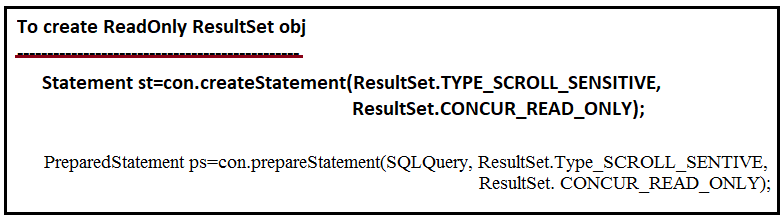 To create ReadOnly ResultSet obj
-----------------------------------------------
Statement st=con.createStatement(ResultSet.TYPE_SCROLL_SENSITIVE,
ResultSet.CONCUR_READ_ONLY);
PreparedStatement ps=con.prepareStatement(SQLQuery, ResultSet.Type_SCROLL_SENTIVE,
ResultSet. CONCUR_READ_ONLY);